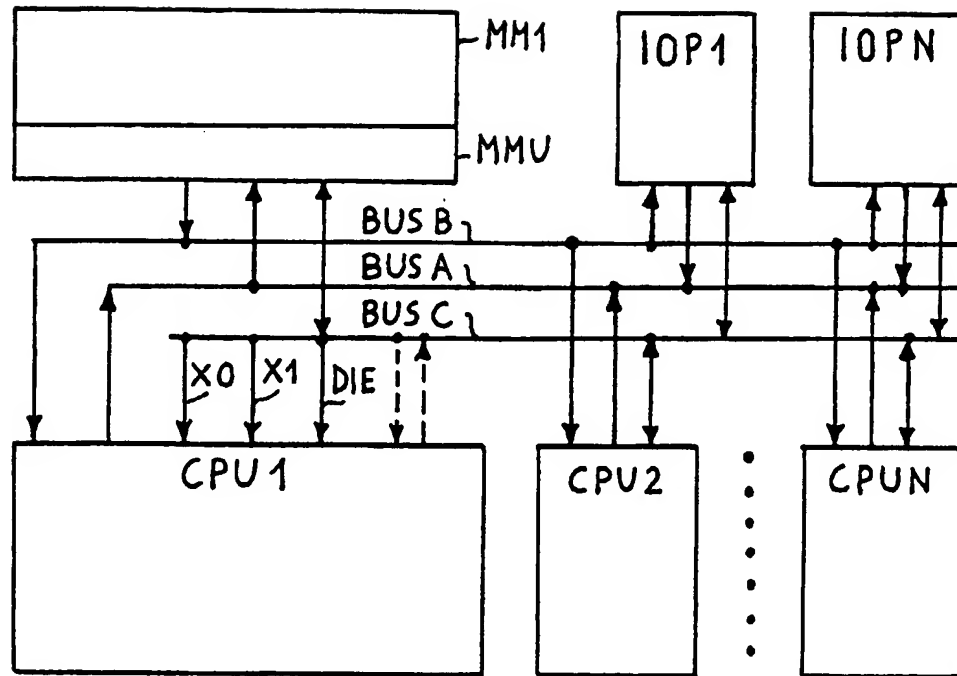 MM1
MMU
IOP1
IOPN
BUS B
BUS A
BUS C
X0
X1
DIE
CPU1
CPU2
CPUN